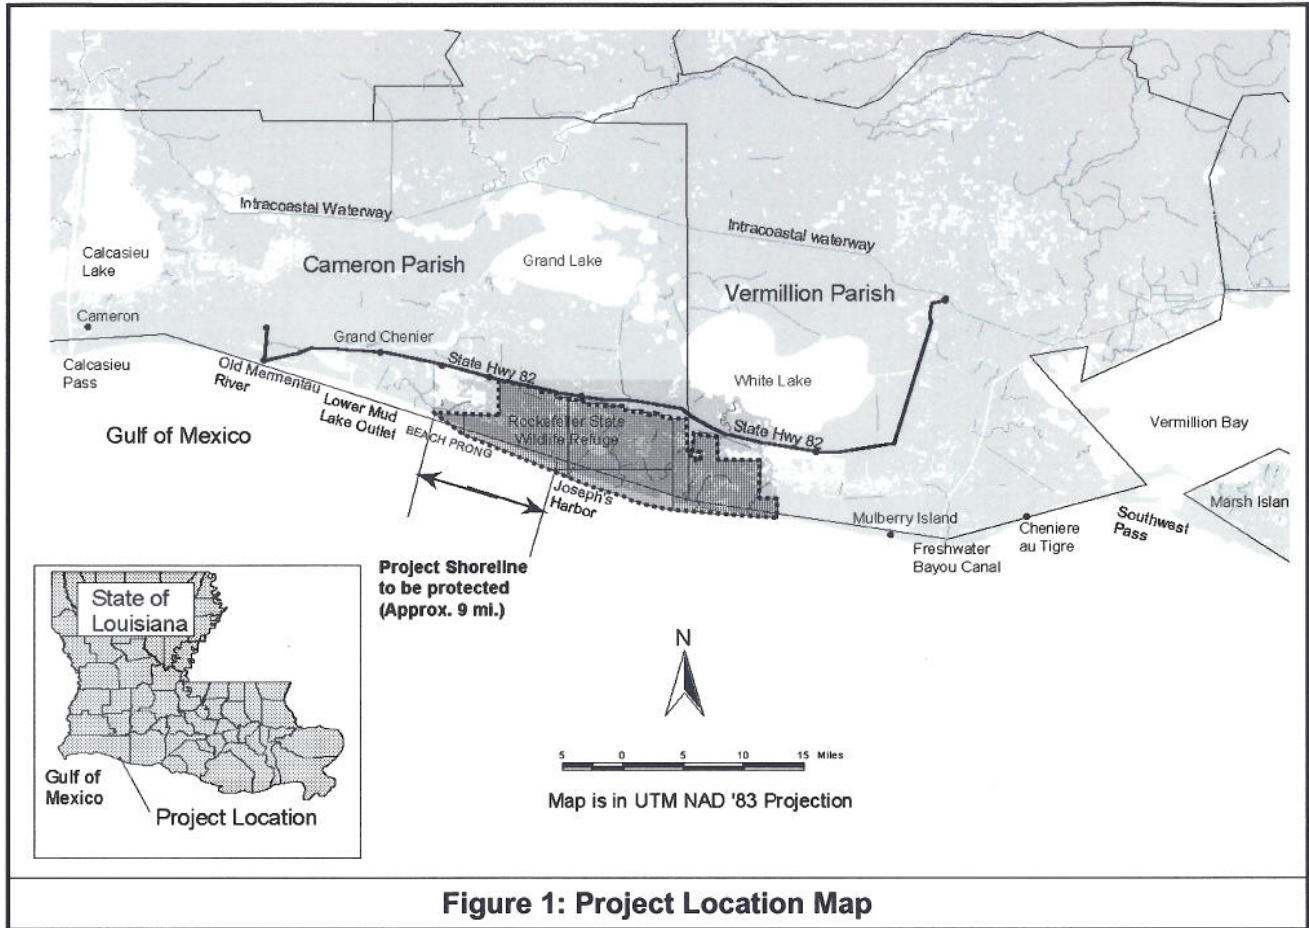 Intracoastal Waterway
Intracoastal waterway
Calcasieu
Lake
Cameron Parish
Grand Lake
Vermillion Parish
Cameron
Grand Chenier
Calcasieu
Pass
Old Mermentau
River
State Hwy 82
White Lake
Lower Mud
Lake Outlet
BEACH PRONG
Rockefeller State
Wildlife Refuge
State Hwy 82
Vermillion Bay
Gulf of Mexico
Joseph's
Harbor
Marsh Islan
Mulberry Island
Freshwater
Bayou Canal
Cheniere
au Tigre
Southwest
Pass
Project Shoreline
to be protected
(Approx. 9 mi.)
State of
Louisiana
Gulf of
Mexico
Project Location
N
5 0 5 10 15 Miles
Map is in UTM NAD '83 Projection
Figure 1: Project Location Map